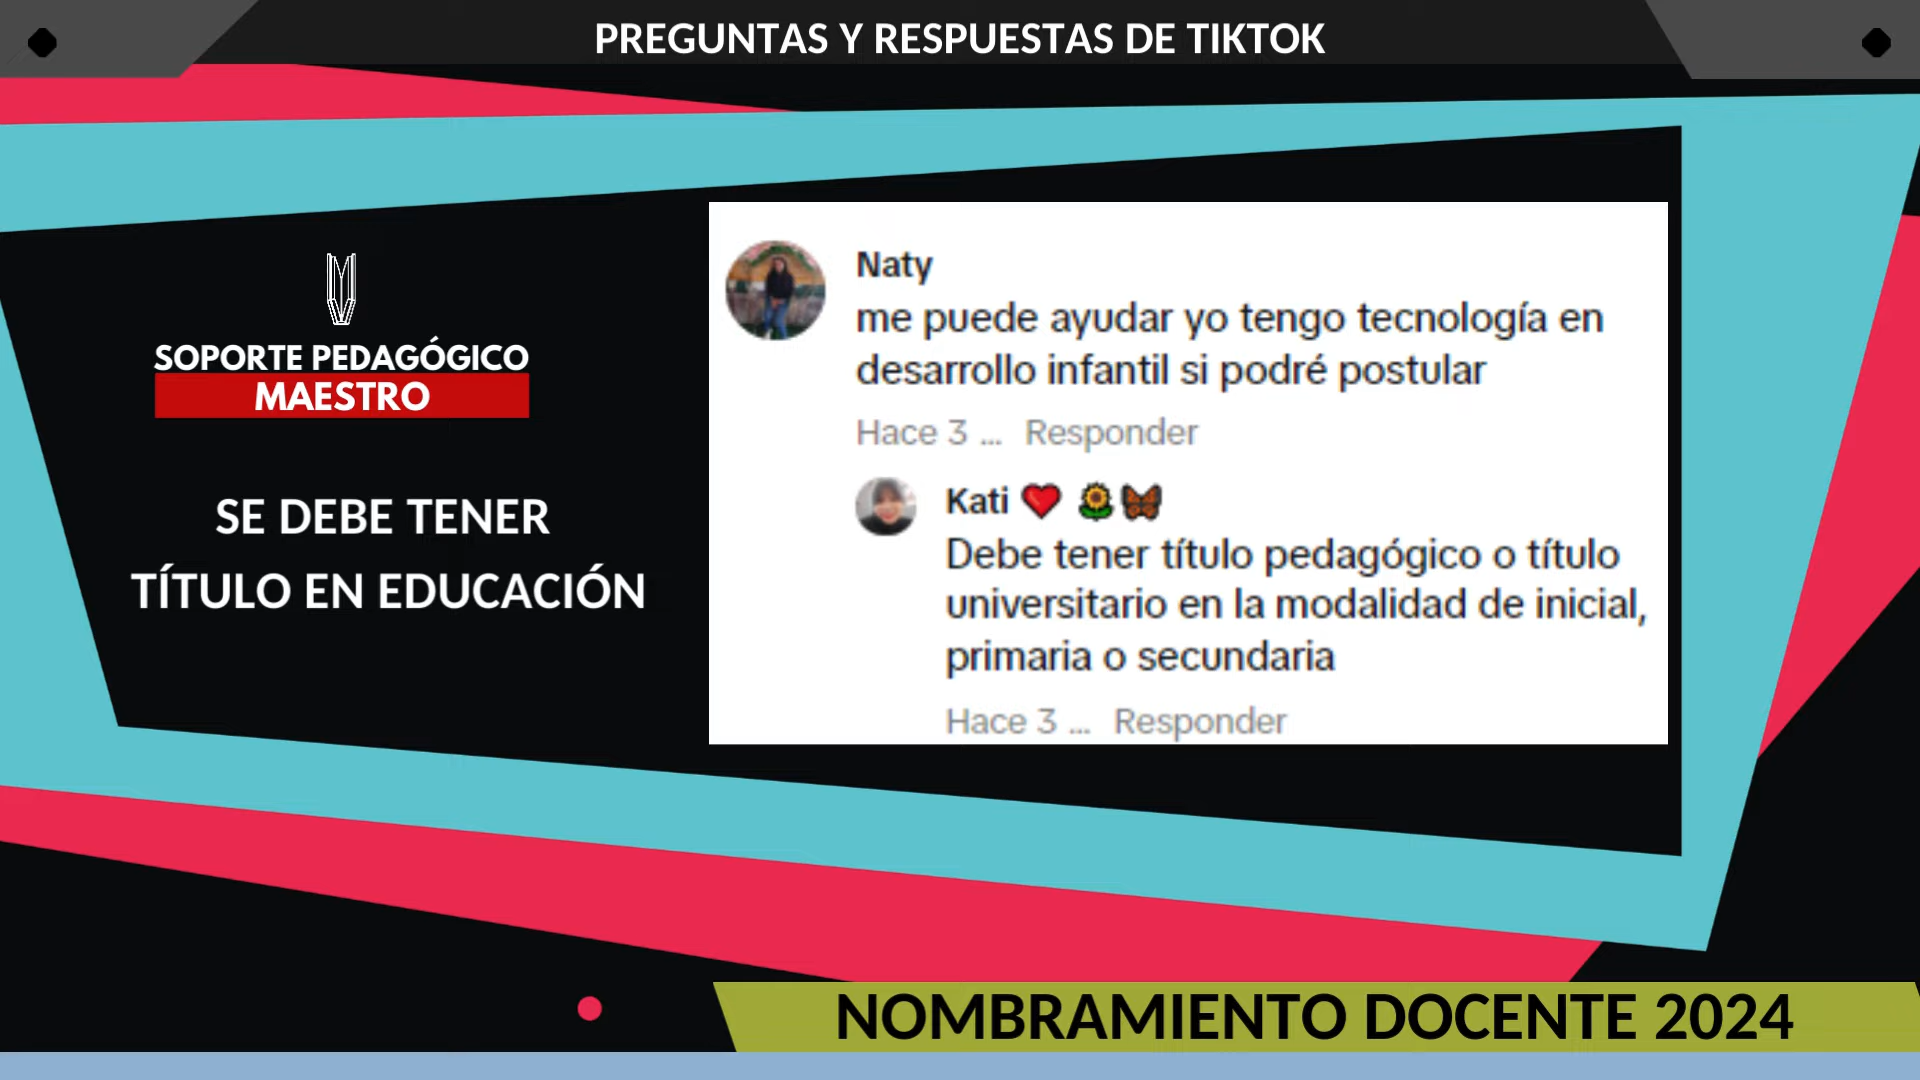 PREGUNTAS Y RESPUESTAS DE TIKTOK
SOPORTE PEDAGÓGICO
MAESTRO
SE DEBE TENER
TÍTULO EN EDUCACIÓN
Naty
me puede ayudar yo tengo tecnología en
desarrollo infantil si podré postular
Hace 3 ... Responder
Kati ❤️ 🌻🦋
Debe tener título pedagógico o título
universitario en la modalidad de inicial,
primaria o secundaria
Hace 3 ... Responder
NOMBRAMIENTO DOCENTE 2024